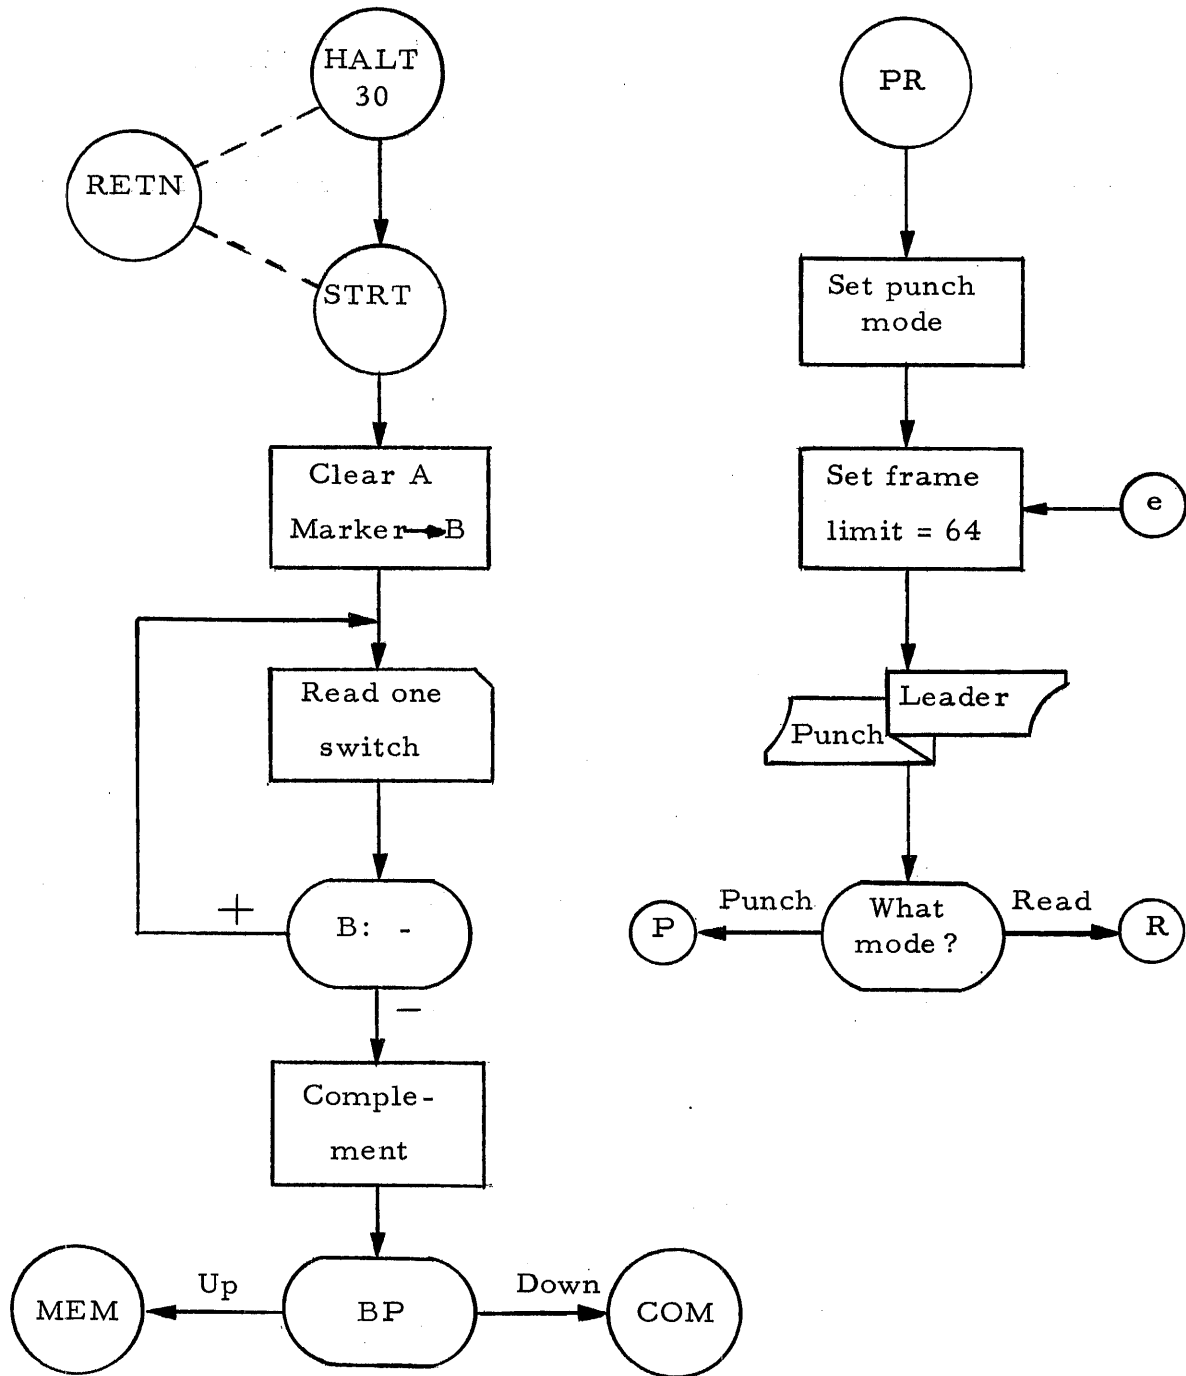 HALT
30
RETN
STRT
Clear A
Marker→B
Read one
switch
+
B: -
−
Comple-
ment
Up
Down
MEM
BP
COM
PR
Set punch
mode
Set frame
limit = 64
e
Leader
Punch
Punch
What
mode?
Read
P
R